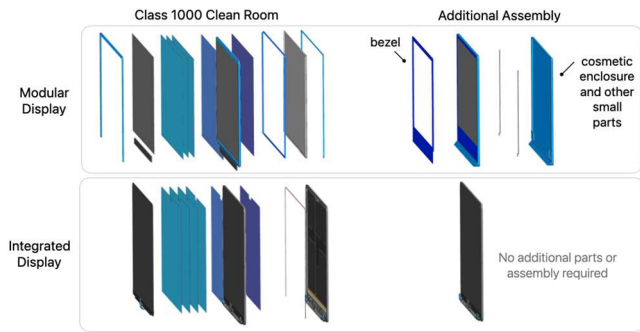 Class 1000 Clean Room
Additional Assembly
Modular
Display
bezel
cosmetic
enclosure
and other
small
parts
Integrated
Display
No additional parts or
assembly required